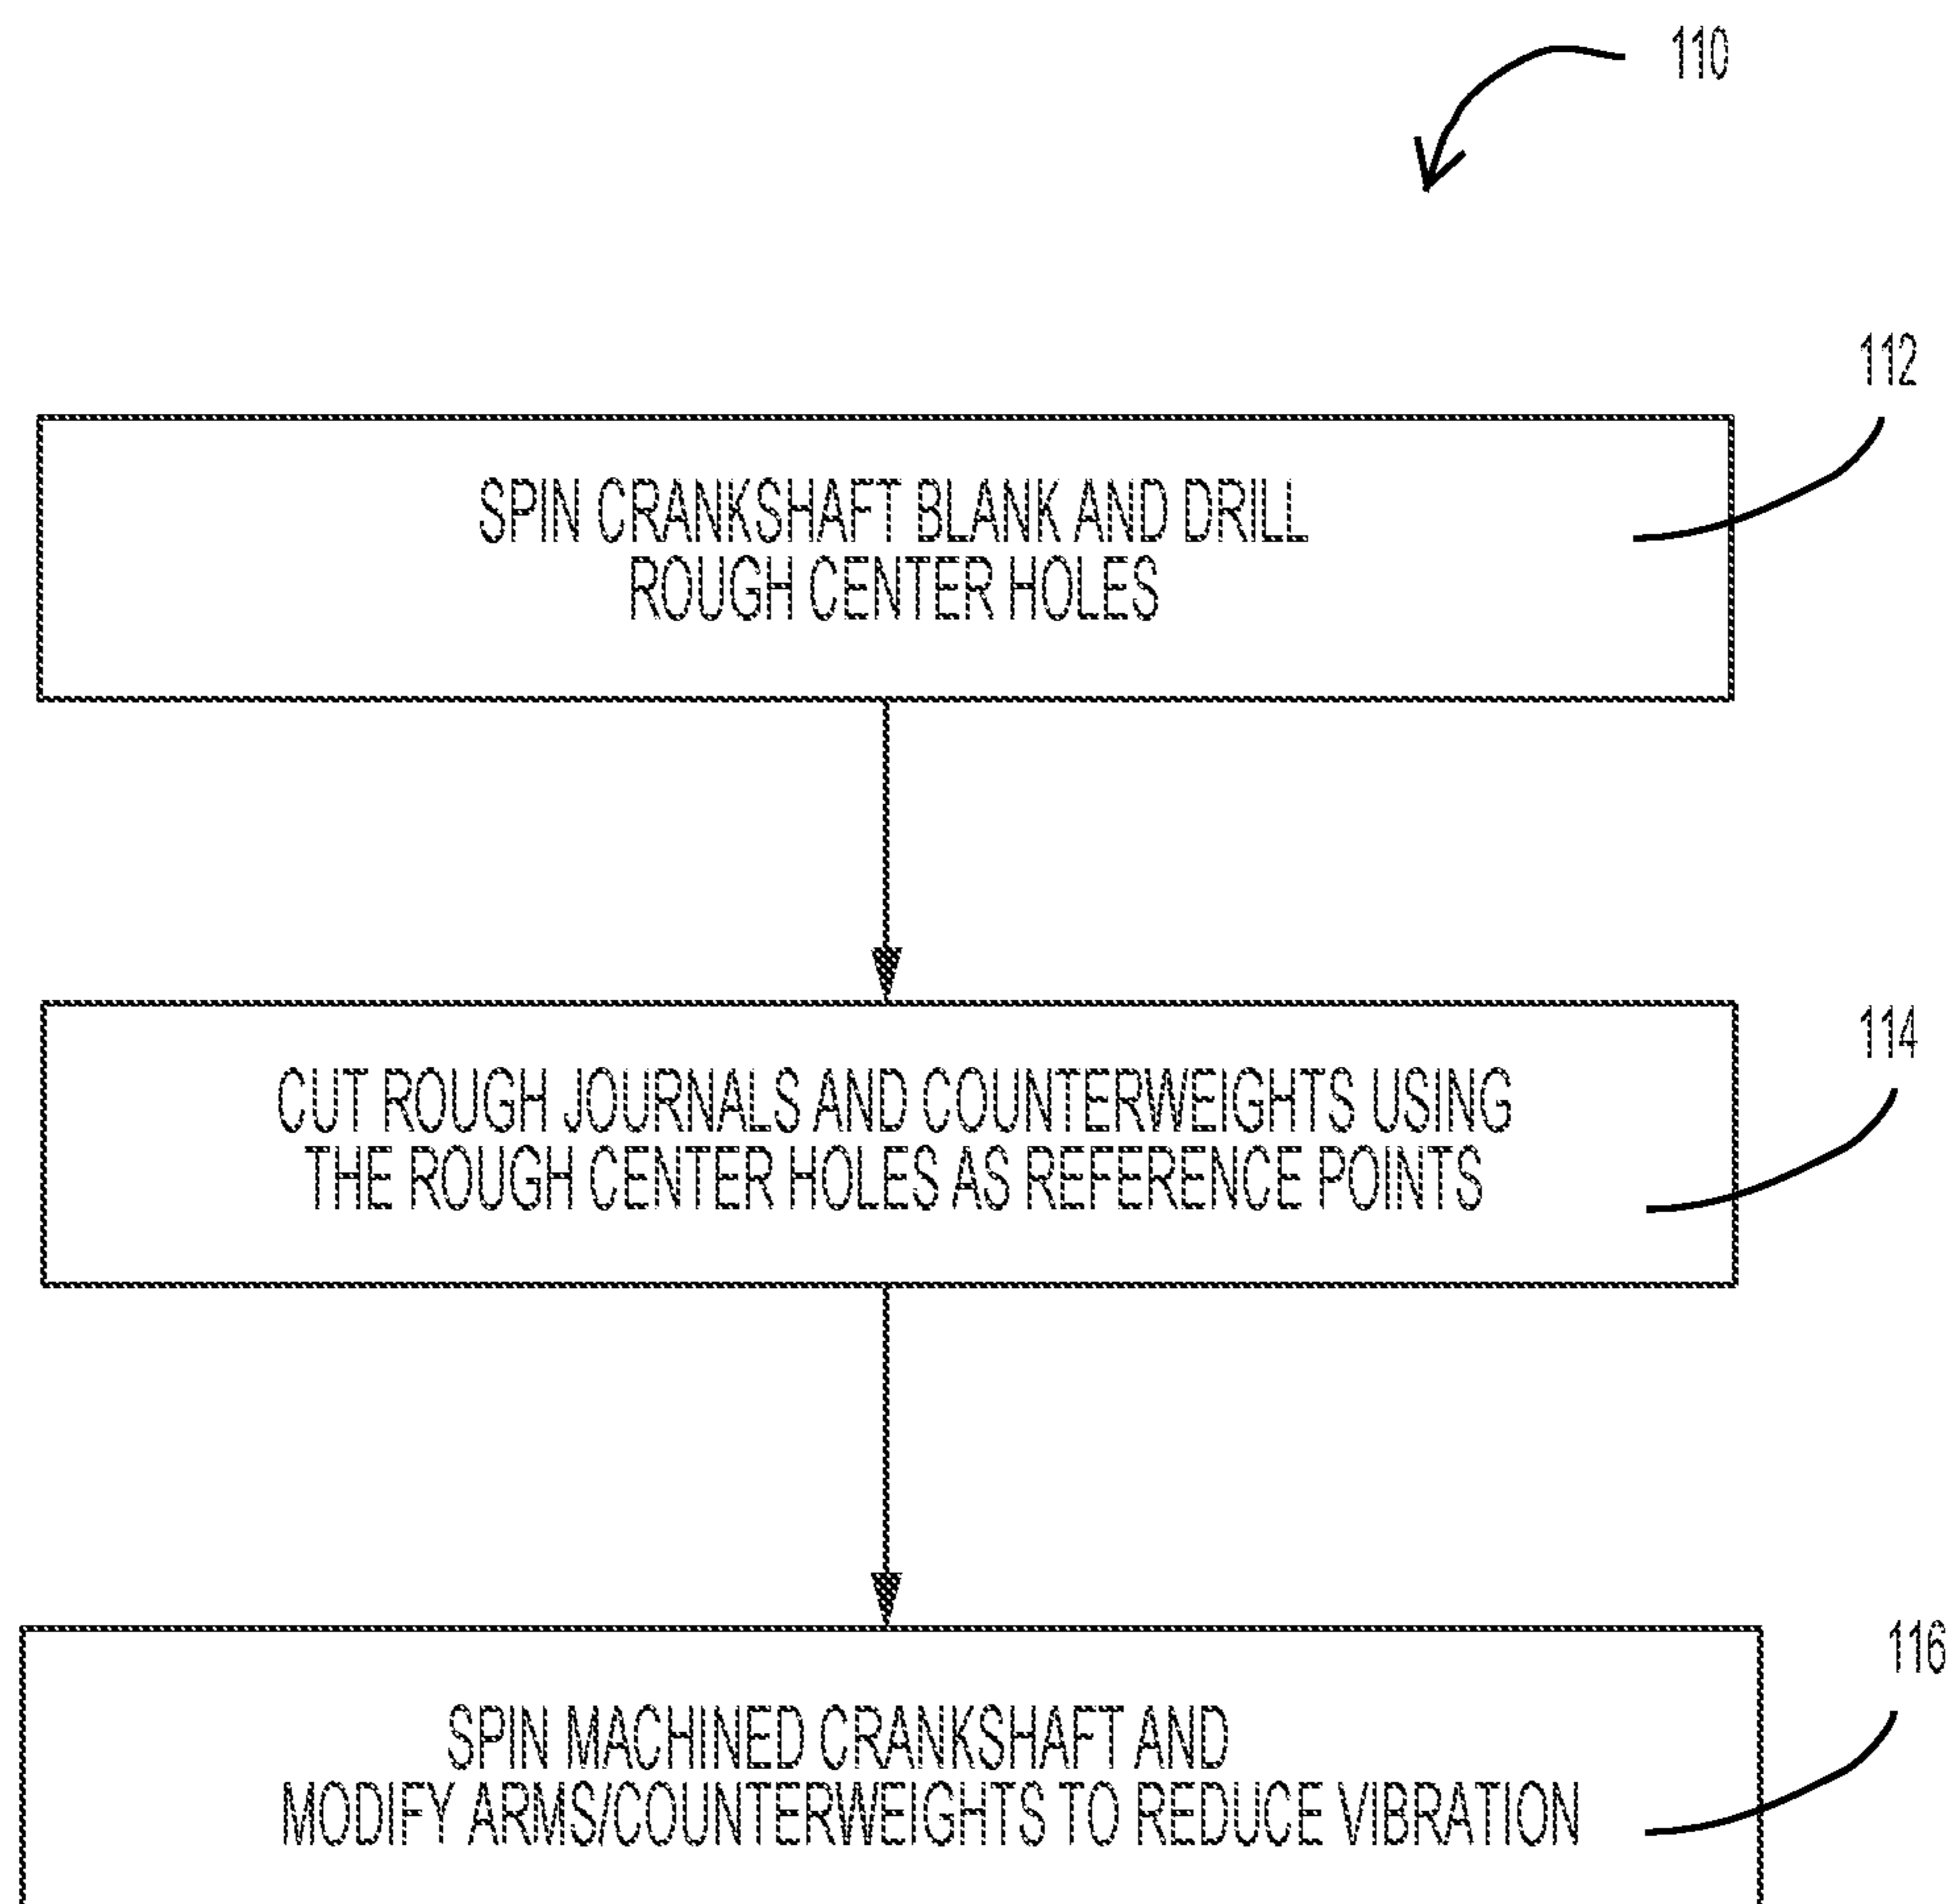 110
112
SPIN CRANKSHAFT BLANK AND DRILL
ROUGH CENTER HOLES
114
CUT ROUGH JOURNALS AND COUNTERWEIGHTS USING
THE ROUGH CENTER HOLES AS REFERENCE POINTS
116
SPIN MACHINED CRANKSHAFT AND
MODIFY ARMS/COUNTERWEIGHTS TO REDUCE VIBRATION